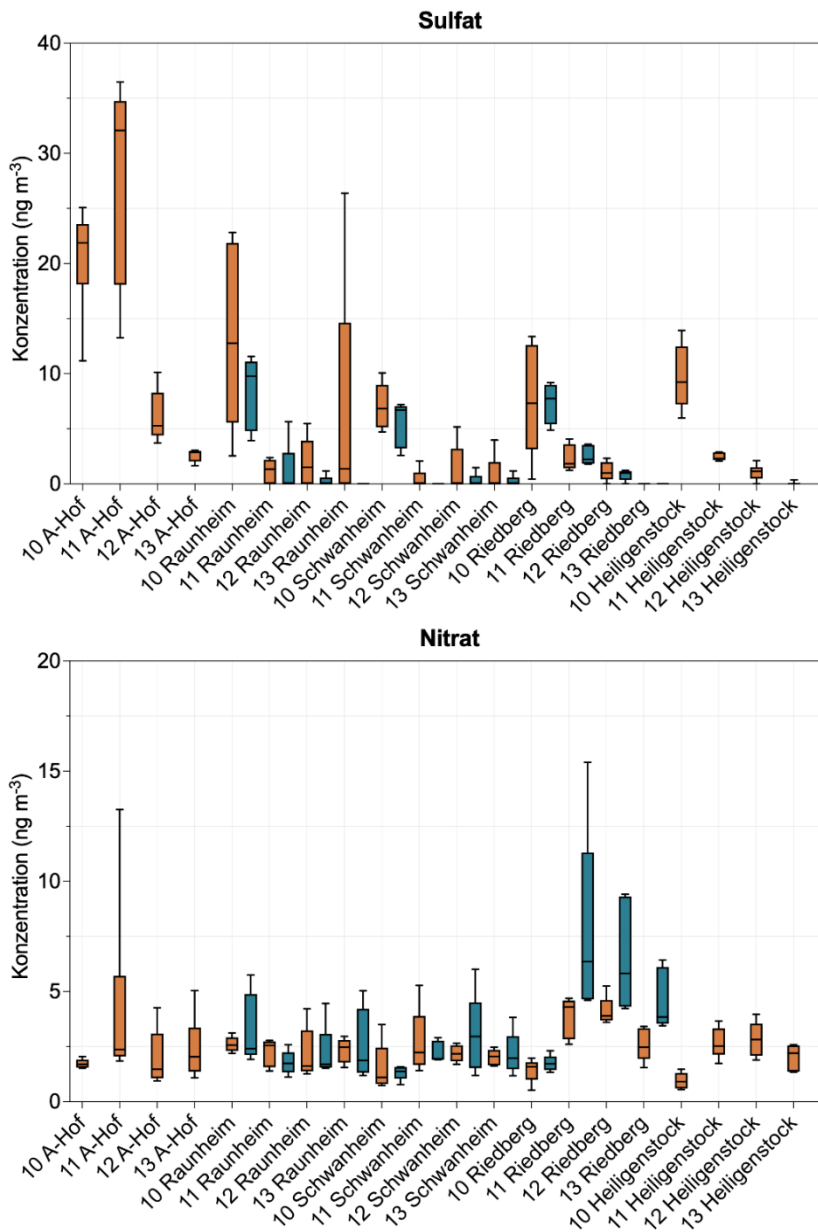 Sulfat
Konzentration (ng m-3)
40
30
20
10
0
10 A-Hof
11 A-Hof
12 A-Hof
13 A-Hof
10 Raunheim
11 Raunheim
12 Raunheim
13 Raunheim
10 Schwanheim
11 Schwanheim
12 Schwanheim
13 Schwanheim
10 Riedberg
11 Riedberg
12 Riedberg
13 Riedberg
10 Heiligenstock
11 Heiligenstock
12 Heiligenstock
13 Heiligenstock
Nitrat
Konzentration (ng m-3)
20
15
10
5
0
10 A-Hof
11 A-Hof
12 A-Hof
13 A-Hof
10 Raunheim
11 Raunheim
12 Raunheim
13 Raunheim
10 Schwanheim
11 Schwanheim
12 Schwanheim
13 Schwanheim
10 Riedberg
11 Riedberg
12 Riedberg
13 Riedberg
10 Heiligenstock
11 Heiligenstock
12 Heiligenstock
13 Heiligenstock